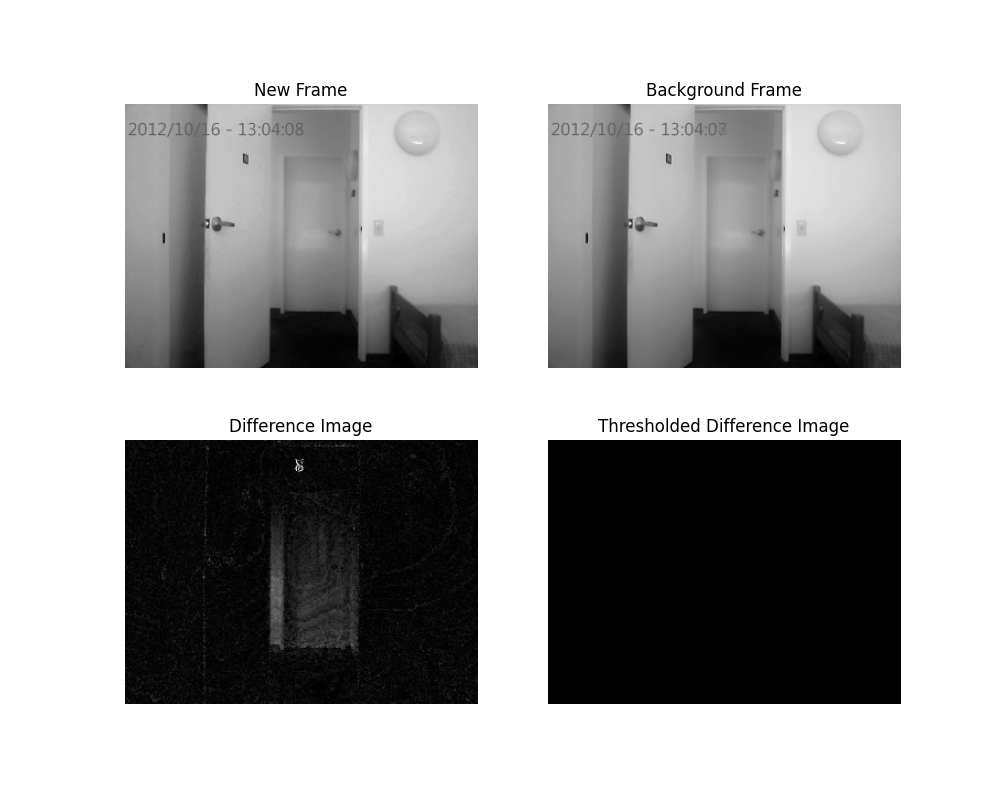 New Frame
Background Frame
2012/10/16 - 13:04:08
2012/10/16 - 13:04:0
Difference Image
Thresholded Difference Image